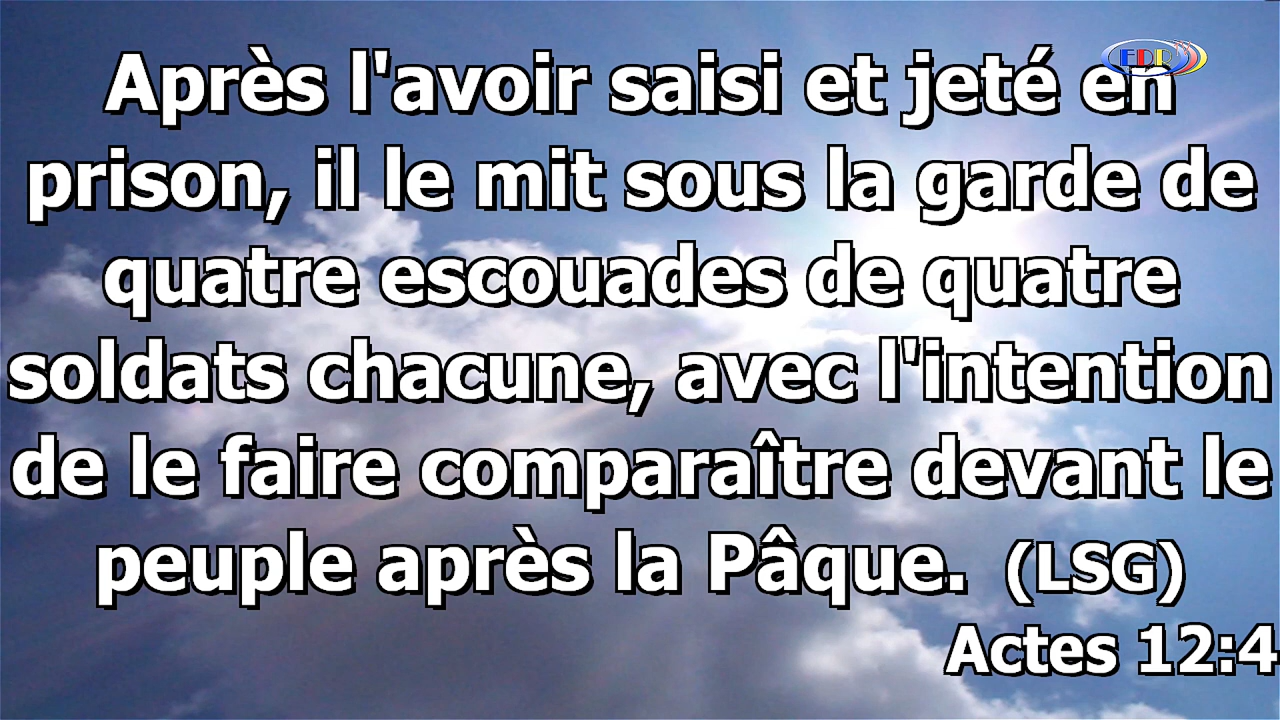 EDR
Après l'avoir saisi et jeté en
prison, il le mit sous la garde de
quatre escouades de quatre
soldats chacune, avec l'intention
de le faire comparaître devant le
peuple après la Pâque. (LSG)
Actes 12:4